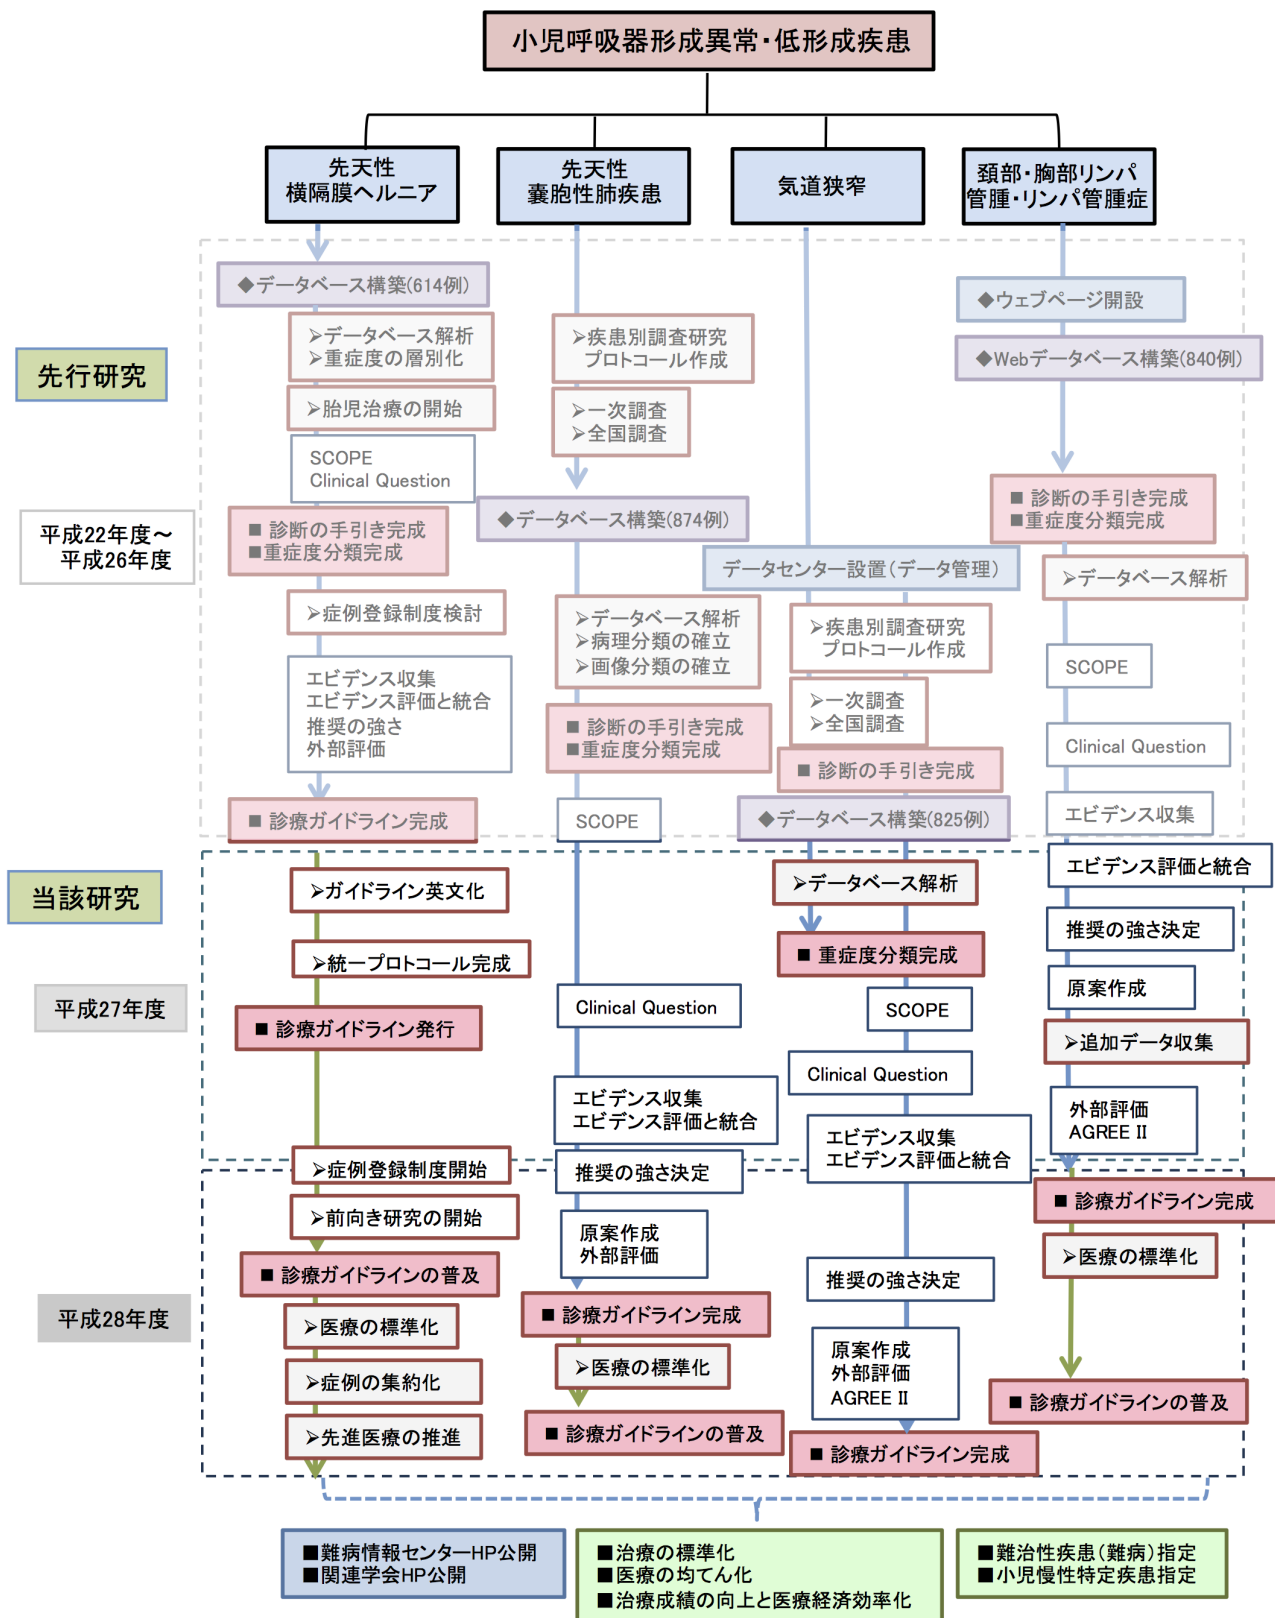 小児呼吸器形成異常・低形成疾患
先天性
横隔膜ヘルニア
先天性
嚢胞性肺疾患
気道狭窄
頚部・胸部リンパ
管腫・リンパ管腫症
先行研究
平成22年度～
平成26年度
◆データベース構築(614例)
➢データベース解析
➢重症度の層別化
➢胎児治療の開始
SCOPE
Clinical Question
■ 診断の手引き完成
■重症度分類完成
➢症例登録制度検討
エビデンス収集
エビデンス評価と統合
推奨の強さ
外部評価
■ 診療ガイドライン完成
➢疾患別調査研究
プロトコール作成
➢一次調査
➢全国調査
◆データベース構築(874例)
➢データベース解析
➢病理分類の確立
➢画像分類の確立
■ 診断の手引き完成
■重症度分類完成
SCOPE
データセンター設置(データ管理)
➢疾患別調査研究
プロトコール作成
➢一次調査
➢全国調査
■ 診断の手引き完成
◆データベース構築(825例)
◆ウェブページ開設
◆Webデータベース構築(840例)
■ 診断の手引き完成
■重症度分類完成
➢データベース解析
SCOPE
Clinical Question
エビデンス収集
当該研究
平成27年度
➢ガイドライン英文化
➢統一プロトコール完成
■ 診療ガイドライン発行
➢症例登録制度開始
Clinical Question
エビデンス収集
エビデンス評価と統合
推奨の強さ決定
➢データベース解析
■ 重症度分類完成
SCOPE
Clinical Question
エビデンス収集
エビデンス評価と統合
エビデンス評価と統合
推奨の強さ決定
原案作成
➢追加データ収集
外部評価
AGREE II
平成28年度
➢前向き研究の開始
■ 診療ガイドラインの普及
➢医療の標準化
➢症例の集約化
➢先進医療の推進
原案作成
外部評価
■ 診療ガイドライン完成
➢医療の標準化
■ 診療ガイドラインの普及
推奨の強さ決定
原案作成
外部評価
AGREE II
■ 診療ガイドライン完成
■ 診療ガイドライン完成
➢医療の標準化
■ 診療ガイドラインの普及
■難病情報センターHP公開
■関連学会HP公開
■治療の標準化
■医療の均てん化
■治療成績の向上と医療経済効率化
■難治性疾患(難病)指定
■小児慢性特定疾患指定